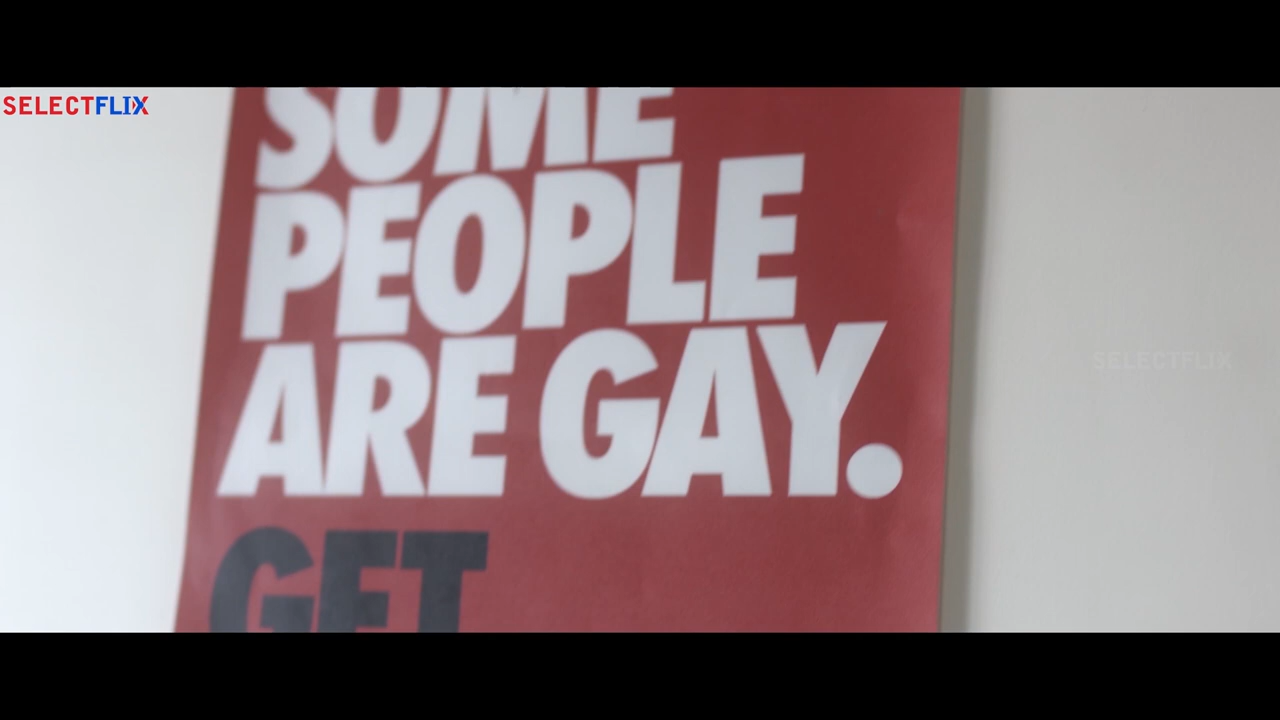 SELECTFLIX
SOME
PEOPLE
ARE GAY.
GET
SELECTFLIX